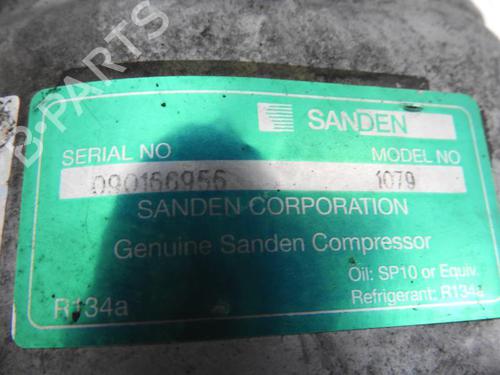 SANDEN
SERIAL NO MODEL NO
090156956 1079
SANDEN CORPORATION
Genuine Sanden Compressor
Oil: SP10 or Equiv.
R134a Refrigerant: R134a
B-PARTS